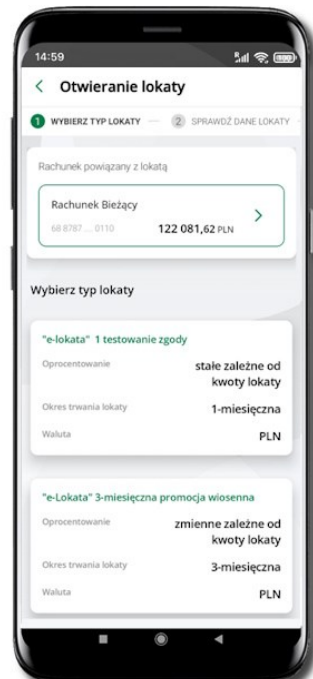 14:59
Otwieranie lokaty
1 WYBIERZ TYP LOKATY 2 SPRAWDŹ DANE LOKATY
Rachunek powiązany z lokatą
Rachunek Bieżący
68 8787 ... 0110 122 081,62 PLN
Wybierz typ lokaty
"e-lokata" 1 testowanie zgody
Oprocentowanie stałe zależne od
kwoty lokaty
Okres trwania lokaty 1-miesięczna
Waluta PLN
"e-Lokata" 3-miesięczna promocja wiosenna
Oprocentowanie zmienne zależne od
kwoty lokaty
Okres trwania lokaty 3-miesięczna
Waluta PLN